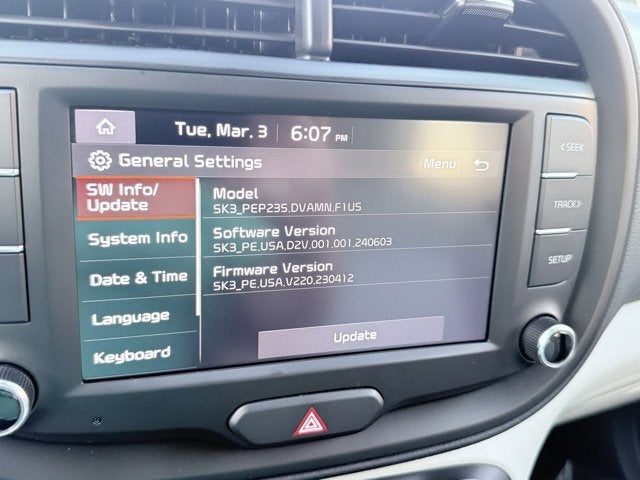 Tue, Mar. 3 6:07 PM
General Settings Menu
SW Info/
Update
System Info
Date & Time
Language
Keyboard
Model
SK3_PEP235.DVAMN.F1US
Software Version
SK3_PE.USA.D2V.001.001.240603
Firmware Version
SK3_PE.USA.V220.230412
Update
< SEEK
TRACK >
SETUP